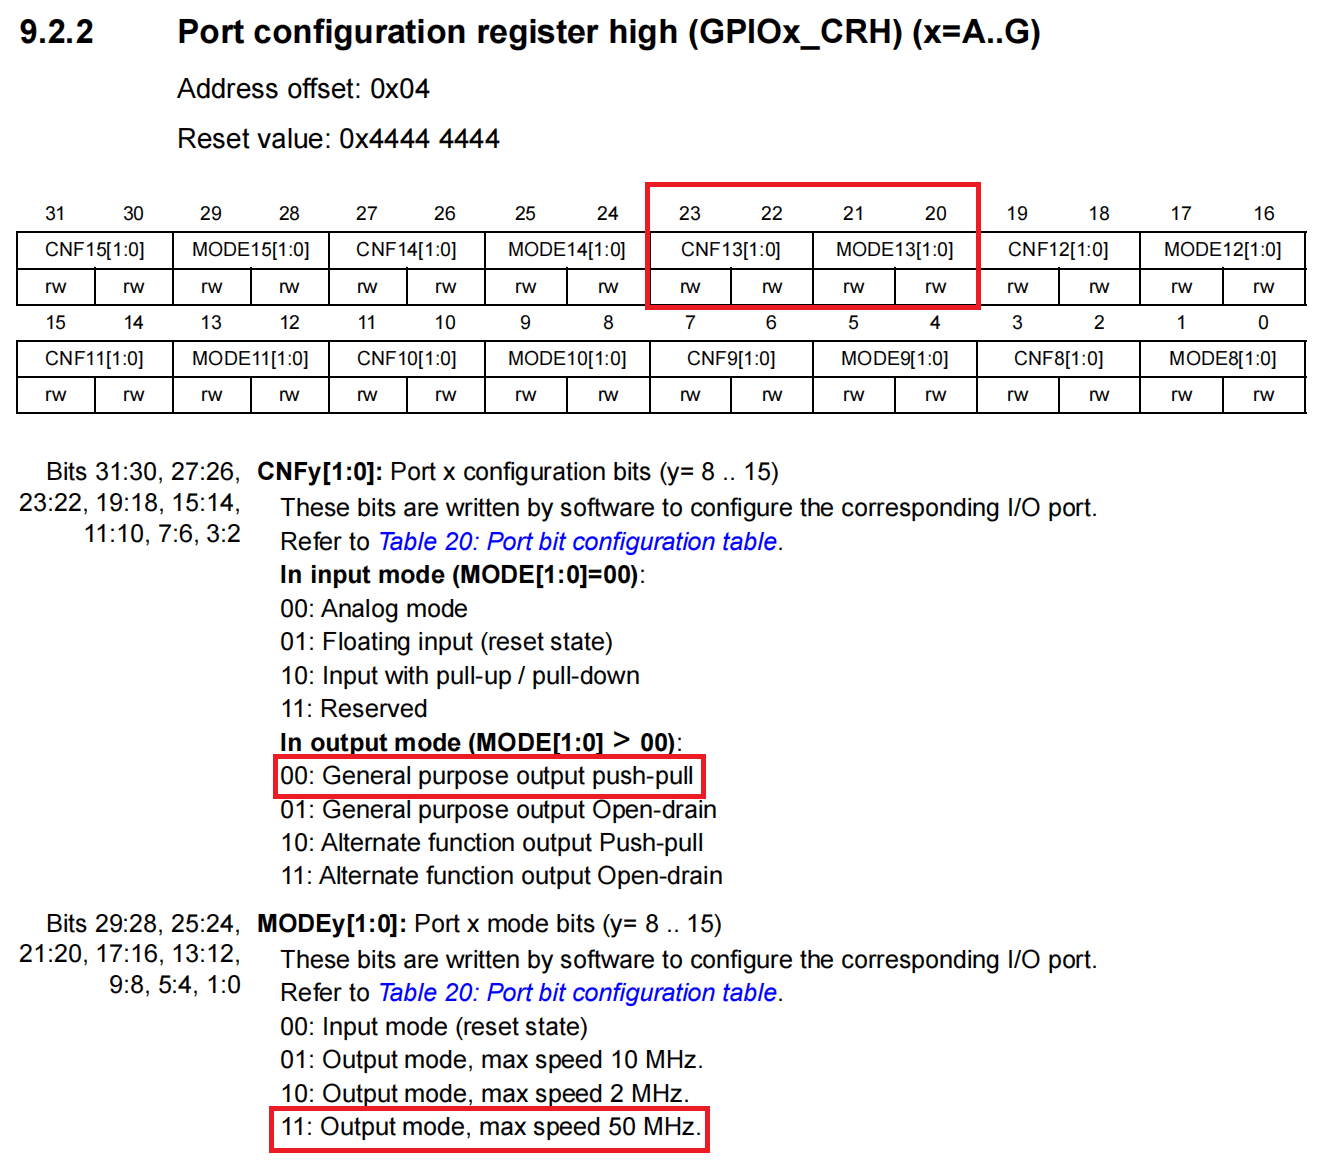 9.2.2 Port configuration register high (GPIOx_CRH) (x=A..G)
Address offset: 0x04
Reset value: 0x4444 4444
31 30 29 28 27 26 25 24 23 22 21 20 19 18 17 16
CNF15[1:0] MODE15[1:0] CNF14[1:0] MODE14[1:0] CNF13[1:0] MODE13[1:0] CNF12[1:0] MODE12[1:0]
rw rw rw rw rw rw rw rw rw rw rw rw rw rw rw rw
15 14 13 12 11 10 9 8 7 6 5 4 3 2 1 0
CNF11[1:0] MODE11[1:0] CNF10[1:0] MODE10[1:0] CNF9[1:0] MODE9[1:0] CNF8[1:0] MODE8[1:0]
rw rw rw rw rw rw rw rw rw rw rw rw rw rw rw rw
Bits 31:30, 27:26, CNFy[1:0]: Port x configuration bits (y= 8 .. 15)
23:22, 19:18, 15:14, These bits are written by software to configure the corresponding I/O port.
11:10, 7:6, 3:2 Refer to Table 20: Port bit configuration table.
In input mode (MODE[1:0]=00):
00: Analog mode
01: Floating input (reset state)
10: Input with pull-up / pull-down
11: Reserved
In output mode (MODE[1:0] > 00):
00: General purpose output push-pull
01: General purpose output Open-drain
10: Alternate function output Push-pull
11: Alternate function output Open-drain
Bits 29:28, 25:24, MODEy[1:0]: Port x mode bits (y= 8 .. 15)
21:20, 17:16, 13:12, These bits are written by software to configure the corresponding I/O port.
9:8, 5:4, 1:0 Refer to Table 20: Port bit configuration table.
00: Input mode (reset state)
01: Output mode, max speed 10 MHz.
10: Output mode, max speed 2 MHz.
11: Output mode, max speed 50 MHz.